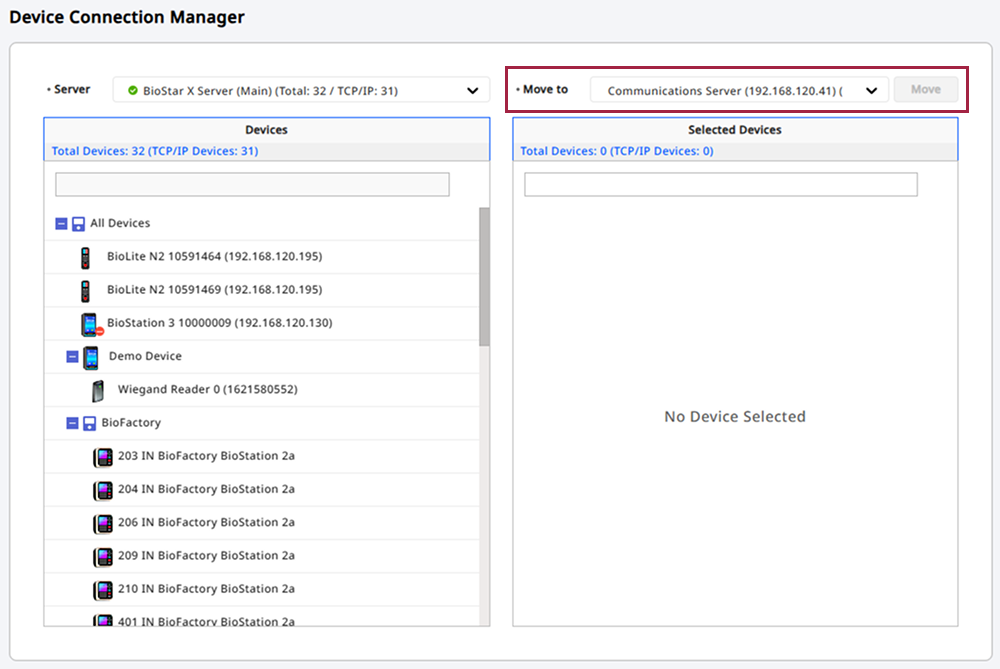 Device Connection Manager
• Server
BioStar X Server (Main) (Total: 32 / TCP/IP: 31)
• Move to
Communications Server (192.168.120.41) (
Move
Devices
Total Devices: 32 (TCP/IP Devices: 31)
All Devices
BioLite N2 10591464 (192.168.120.195)
BioLite N2 10591469 (192.168.120.195)
BioStation 3 10000009 (192.168.120.130)
Demo Device
Wiegand Reader 0 (1621580552)
BioFactory
203 IN BioFactory BioStation 2a
204 IN BioFactory BioStation 2a
206 IN BioFactory BioStation 2a
209 IN BioFactory BioStation 2a
210 IN BioFactory BioStation 2a
401 IN BioFactory BioStation 2a
Selected Devices
Total Devices: 0 (TCP/IP Devices: 0)
No Device Selected